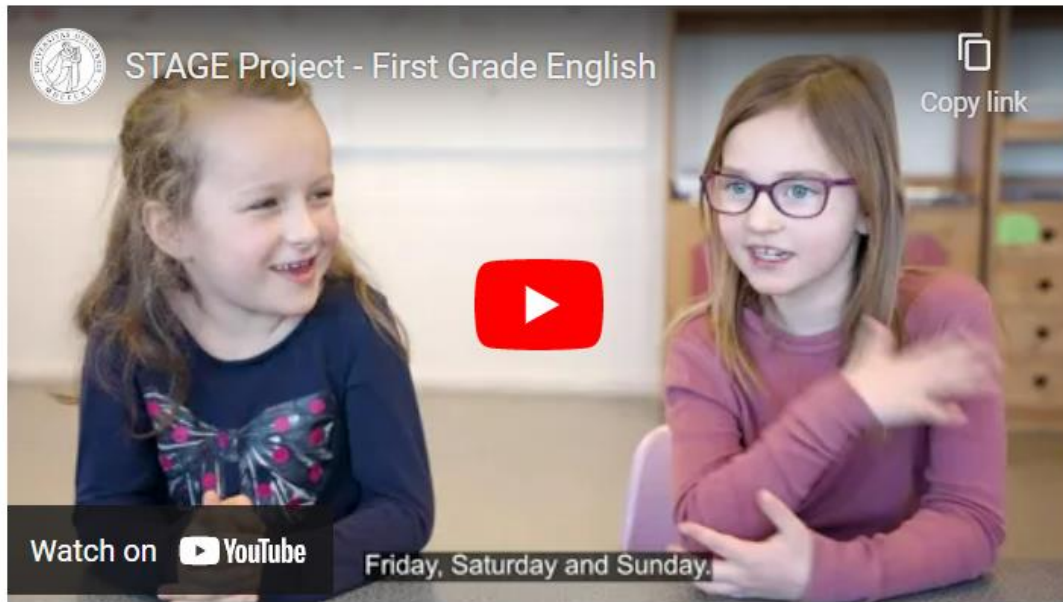 STAGE Project - First Grade English
Copy link
Watch on YouTube
Friday, Saturday and Sunday.